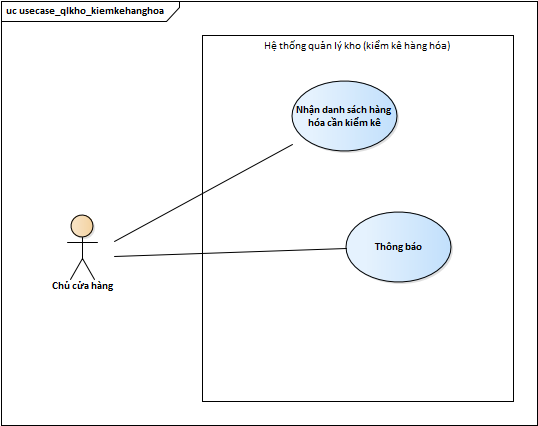 uc usecase_qlkho_kiemkehanghoa
Hệ thống quản lý kho (kiểm kê hàng hóa)
Nhận danh sách hàng
hóa cần kiểm kê
Thông báo
Chủ cửa hàng